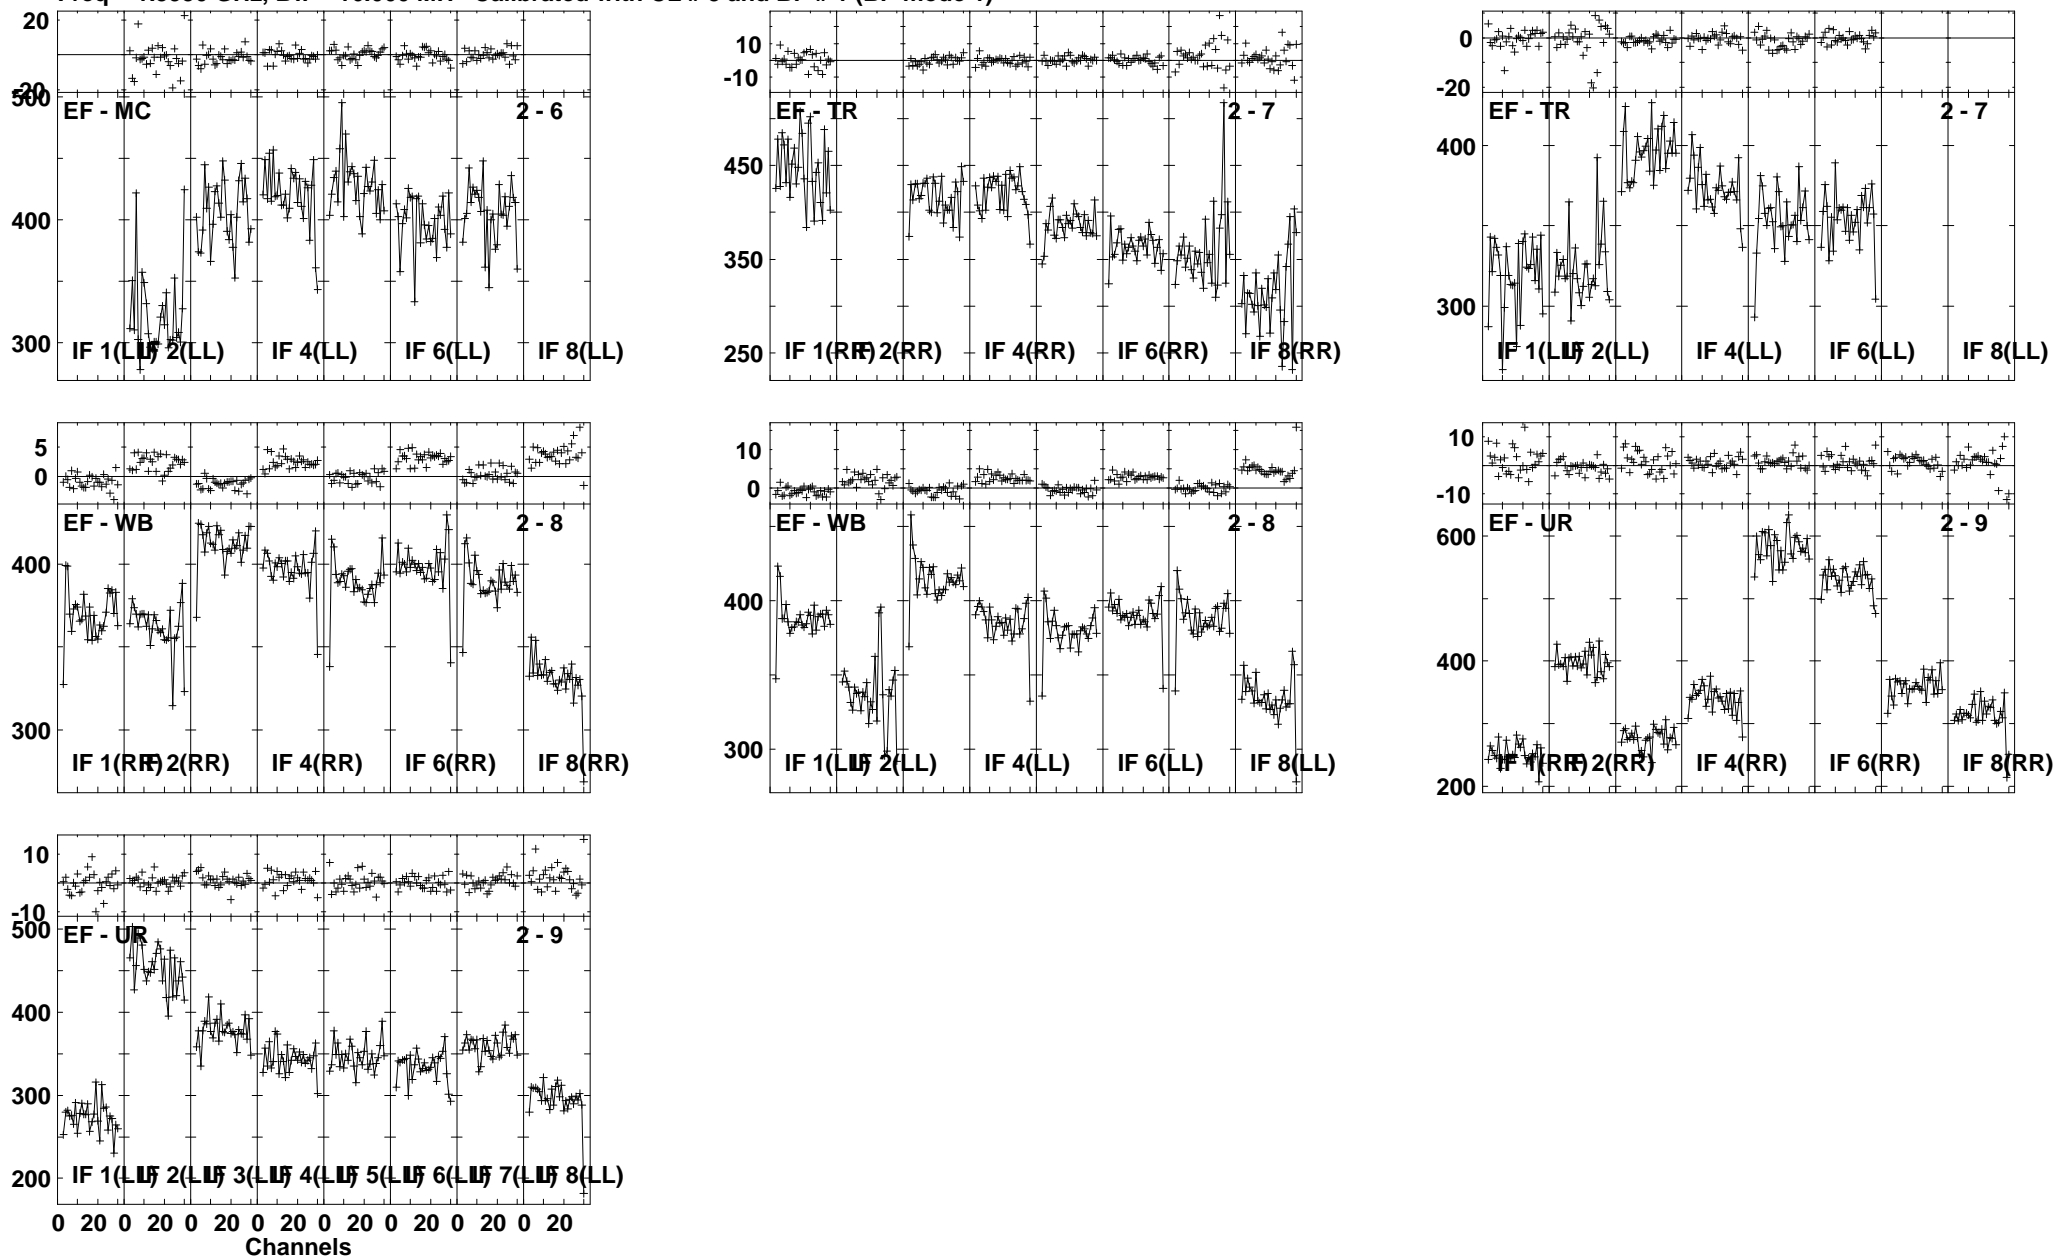 20
-20
500
EF - MC 2 - 6
400
300
IF 1(LL) IF 2(LL) IF 4(LL) IF 6(LL) IF 8(LL)
10
-10
EF - TR 2 - 7
450
350
250
IF 1(RR) IF 2(RR) IF 4(RR) IF 6(RR) IF 8(RR)
0
-20
EF - TR 2 - 7
400
300
IF 1(LL) IF 2(LL) IF 4(LL) IF 6(LL) IF 8(LL)
5
0
EF - WB 2 - 8
400
300
IF 1(RR) IF 2(RR) IF 4(RR) IF 6(RR) IF 8(RR)
10
0
EF - WB 2 - 8
400
300
IF 1(LL) IF 2(LL) IF 4(LL) IF 6(LL) IF 8(LL)
10
-10
EF - UR 2 - 9
600
400
200
IF 1(RR) IF 2(RR) IF 4(RR) IF 6(RR) IF 8(RR)
10
-10
500
EF - UR 2 - 9
400
300
200
IF 1(LL) IF 2(LL) IF 3(LL) IF 4(LL) IF 5(LL) IF 6(LL) IF 7(LL) IF 8(LL)
0 20 0 20 0 20 0 20 0 20 0 20 0 20 0 20
Channels